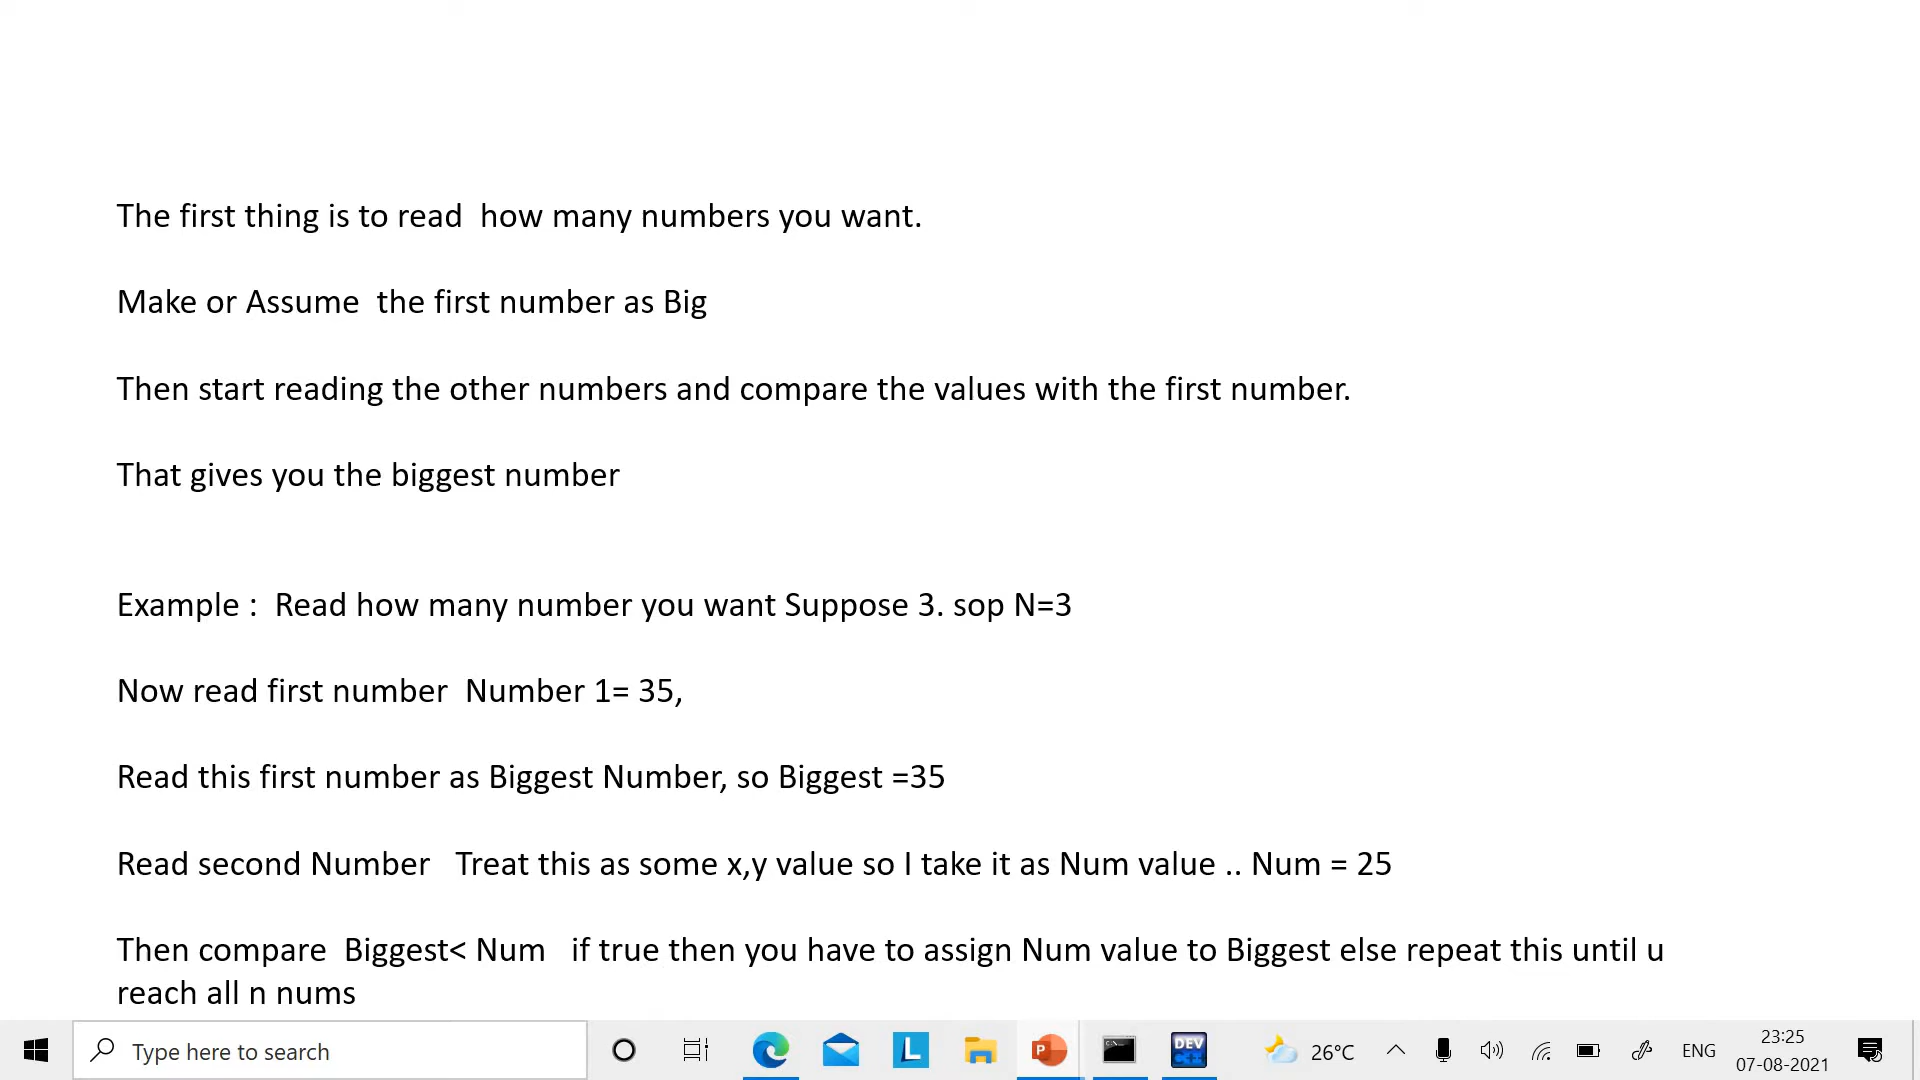 The first thing is to read  how many numbers you want.
Make or Assume  the first number as Big
Then start reading the other numbers and compare the values with the first number.
That gives you the biggest number
Example :  Read how many number you want Suppose 3. sop N=3
Now read first number  Number 1= 35,
Read this first number as Biggest Number, so Biggest =35
Read second Number   Treat this as some x,y value so I take it as Num value .. Num = 25
Then compare  Biggest< Num   if true then you have to assign Num value to Biggest else repeat this until u
reach all n nums
Type here to search
L
P
C:\
DEV
C++
26°C
ENG
23:25
07-08-2021